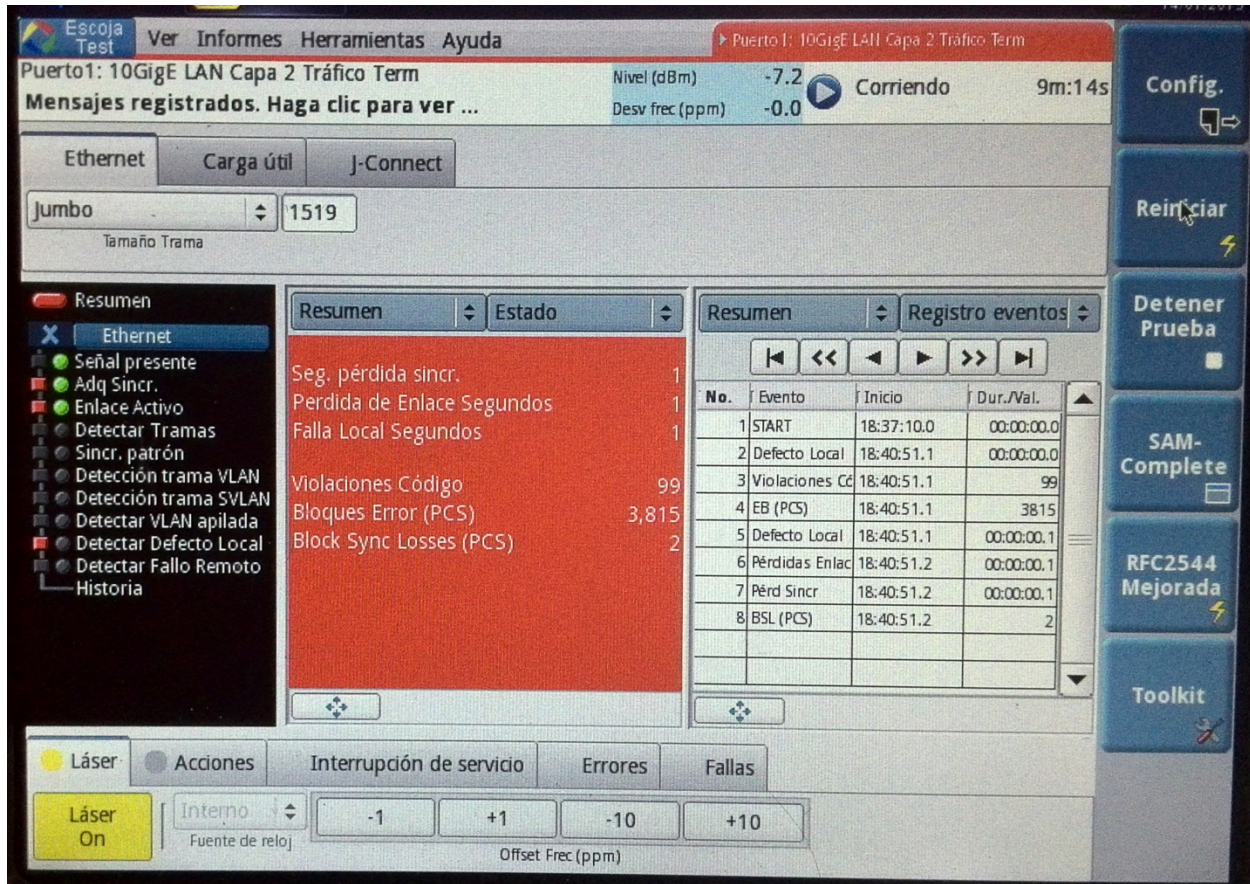 Escoja Test
Ver Informes Herramientas Ayuda
Puerto1: 10GigE LAN Capa 2 Tráfico Term
Puerto1: 10GigE LAN Capa 2 Tráfico Term
Mensajes registrados. Haga clic para ver ...
Nivel (dBm) -7.2
Desv frec (ppm) -0.0
Corriendo 9m:14s
Config.
Reiniciar
Detener Prueba
SAM-Complete
RFC2544 Mejorada
Toolkit
Ethernet Carga útil J-Connect
Jumbo 1519
Tamaño Trama
Resumen
Ethernet
Señal presente
Adq Sincr.
Enlace Activo
Detectar Tramas
Sincr. patrón
Detección trama VLAN
Detección trama SVLAN
Detectar VLAN apilada
Detectar Defecto Local
Detectar Fallo Remoto
Historia
Resumen Estado
Seg. pérdida sincr. 1
Perdida de Enlace Segundos 1
Falla Local Segundos 1
Violaciones Código 99
Bloques Error (PCS) 3,815
Block Sync Losses (PCS) 2
Resumen Registro eventos
No. Evento Inicio Dur./Val.
1 START 18:37:10.0 00:00:00.0
2 Defecto Local 18:40:51.1 00:00:00.0
3 Violaciones Có 18:40:51.1 99
4 EB (PCS) 18:40:51.1 3815
5 Defecto Local 18:40:51.1 00:00:00.1
6 Pérdidas Enlac 18:40:51.2 00:00:00.1
7 Pérd Sincr 18:40:51.2 00:00:00.1
8 BSL (PCS) 18:40:51.2 2
Láser Acciones Interrupción de servicio Errores Fallas
Láser On
Interno
Fuente de reloj
-1 +1 -10 +10
Offset Frec (ppm)